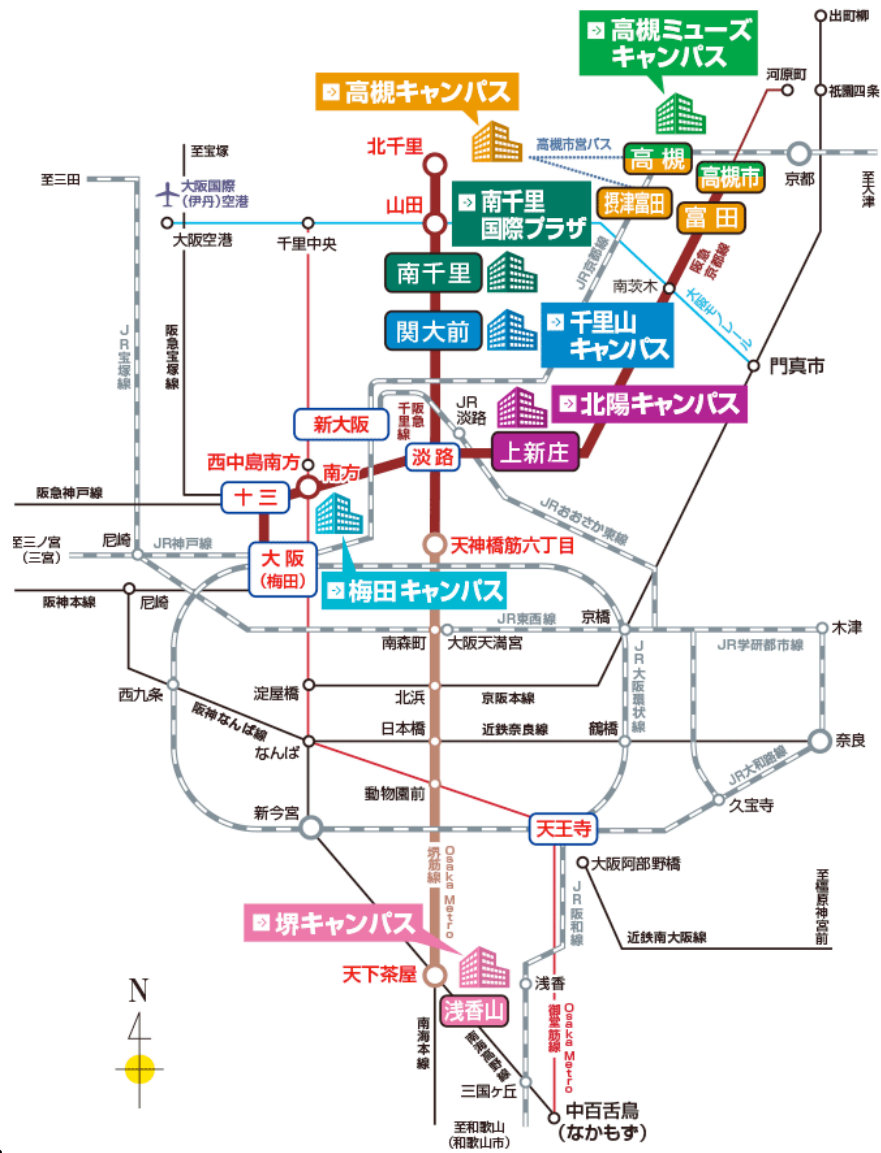 出町柳
高槻ミューズ
キャンパス
河原町
祇園四条
高槻キャンパス
高槻市営バス
至宝塚
北千里
高槻
京都
至大津
至三田
大阪国際
(伊丹)空港
高槻市
摂津富田
富田
山田
南千里
国際プラザ
大阪空港
千里中央
阪急
京都線
JR京都線
南千里
南茨木
大阪モノレール
JR宝塚線
阪急宝塚線
関大前
千里山
キャンパス
門真市
北陽キャンパス
JR
淡路
阪急
千里線
新大阪
上新庄
淡路
西中島南方
南方
十三
阪急神戸線
JRおおさか東線
至三ノ宮
(三宮)
尼崎
JR神戸線
大阪
(梅田)
天神橋筋六丁目
梅田キャンパス
阪神本線
尼崎
JR東西線
京橋
木津
南森町
大阪天満宮
JR学研都市線
JR大阪環状線
西九条
淀屋橋
北浜
京阪本線
阪神なんば線
日本橋
近鉄奈良線
鶴橋
奈良
なんば
JR大和路線
動物園前
久宝寺
新今宮
天王寺
Osaka Metro
堺筋線
大阪阿部野橋
JR阪和線
至橿原神宮前
堺キャンパス
近鉄南大阪線
天下茶屋
浅香
浅香山
N
Osaka Metro
御堂筋線
南海本線
南海高野線
三国ヶ丘
中百舌鳥
(なかもず)
至和歌山
(和歌山市)